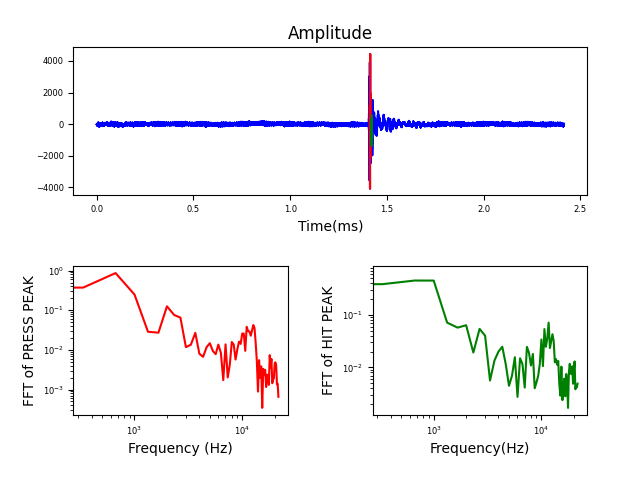 Amplitude
4000
2000
0
−2000
−4000
0.0 0.5 1.0 1.5 2.0 2.5
Time(ms)
FFT of PRESS PEAK
10⁰
10⁻¹
10⁻²
10⁻³
10³ 10⁴
Frequency (Hz)
FFT of HIT PEAK
10⁻¹
10⁻²
10³ 10⁴
Frequency(Hz)